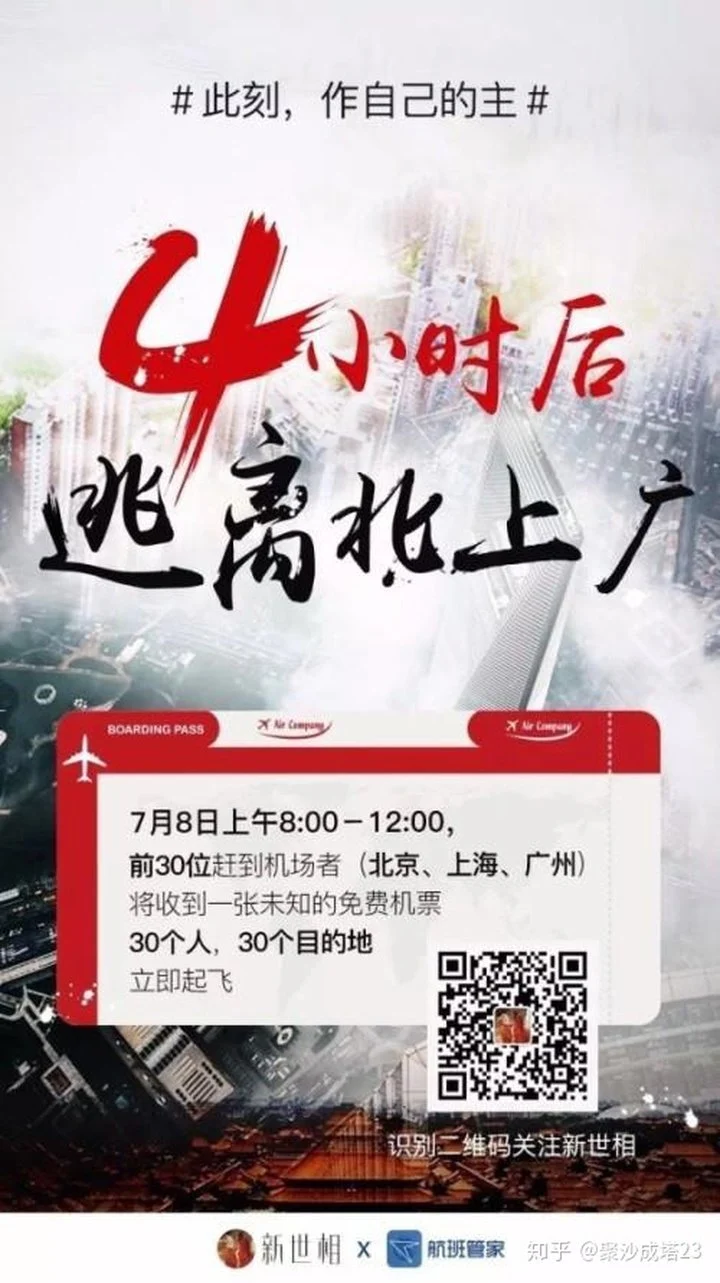 #此刻，作自己的主#
4小时后
逃离北上广
BOARDING PASS
Air Company
Air Company
7月8日上午8:00－12:00，
前30位赶到机场者（北京、上海、广州）
将收到一张未知的免费机票
30个人，30个目的地
立即起飞
识别二维码关注新世相
新世相 X 航班管家
知乎 @聚沙成塔23